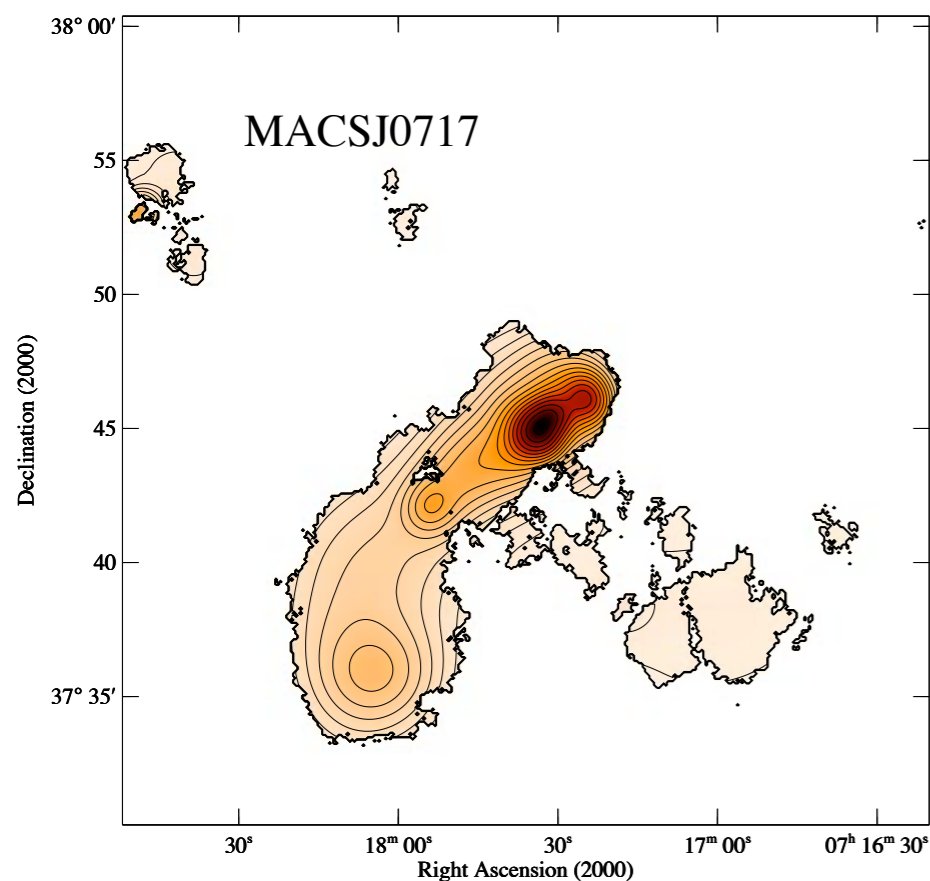 38° 00′
MACSJ0717
55
50
45
40
37° 35′
Declination (2000)
30ˢ 18ᵐ 00ˢ 30ˢ 17ᵐ 00ˢ 07ʰ 16ᵐ 30ˢ
Right Ascension (2000)